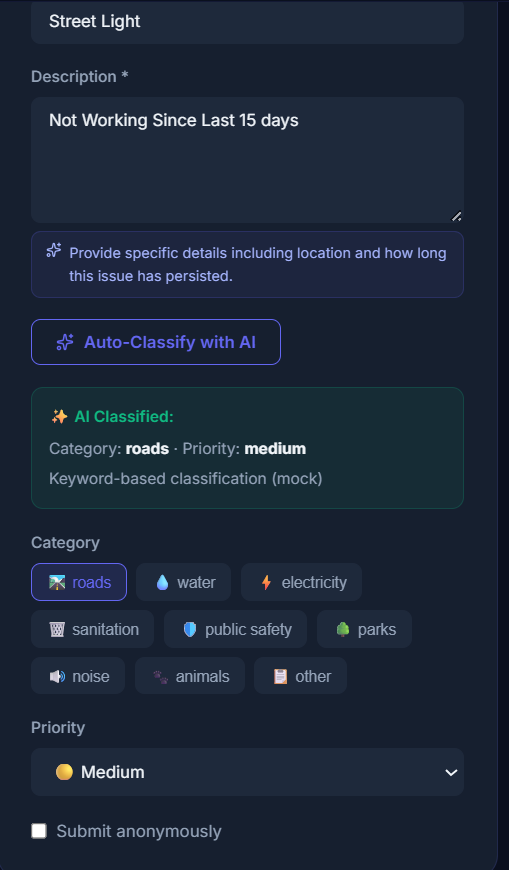 Street Light
Description *
Not Working Since Last 15 days
Provide specific details including location and how long
this issue has persisted.
Auto-Classify with AI
AI Classified:
Category: roads · Priority: medium
Keyword-based classification (mock)
Category
roads water electricity
sanitation public safety parks
noise animals other
Priority
Medium
Submit anonymously